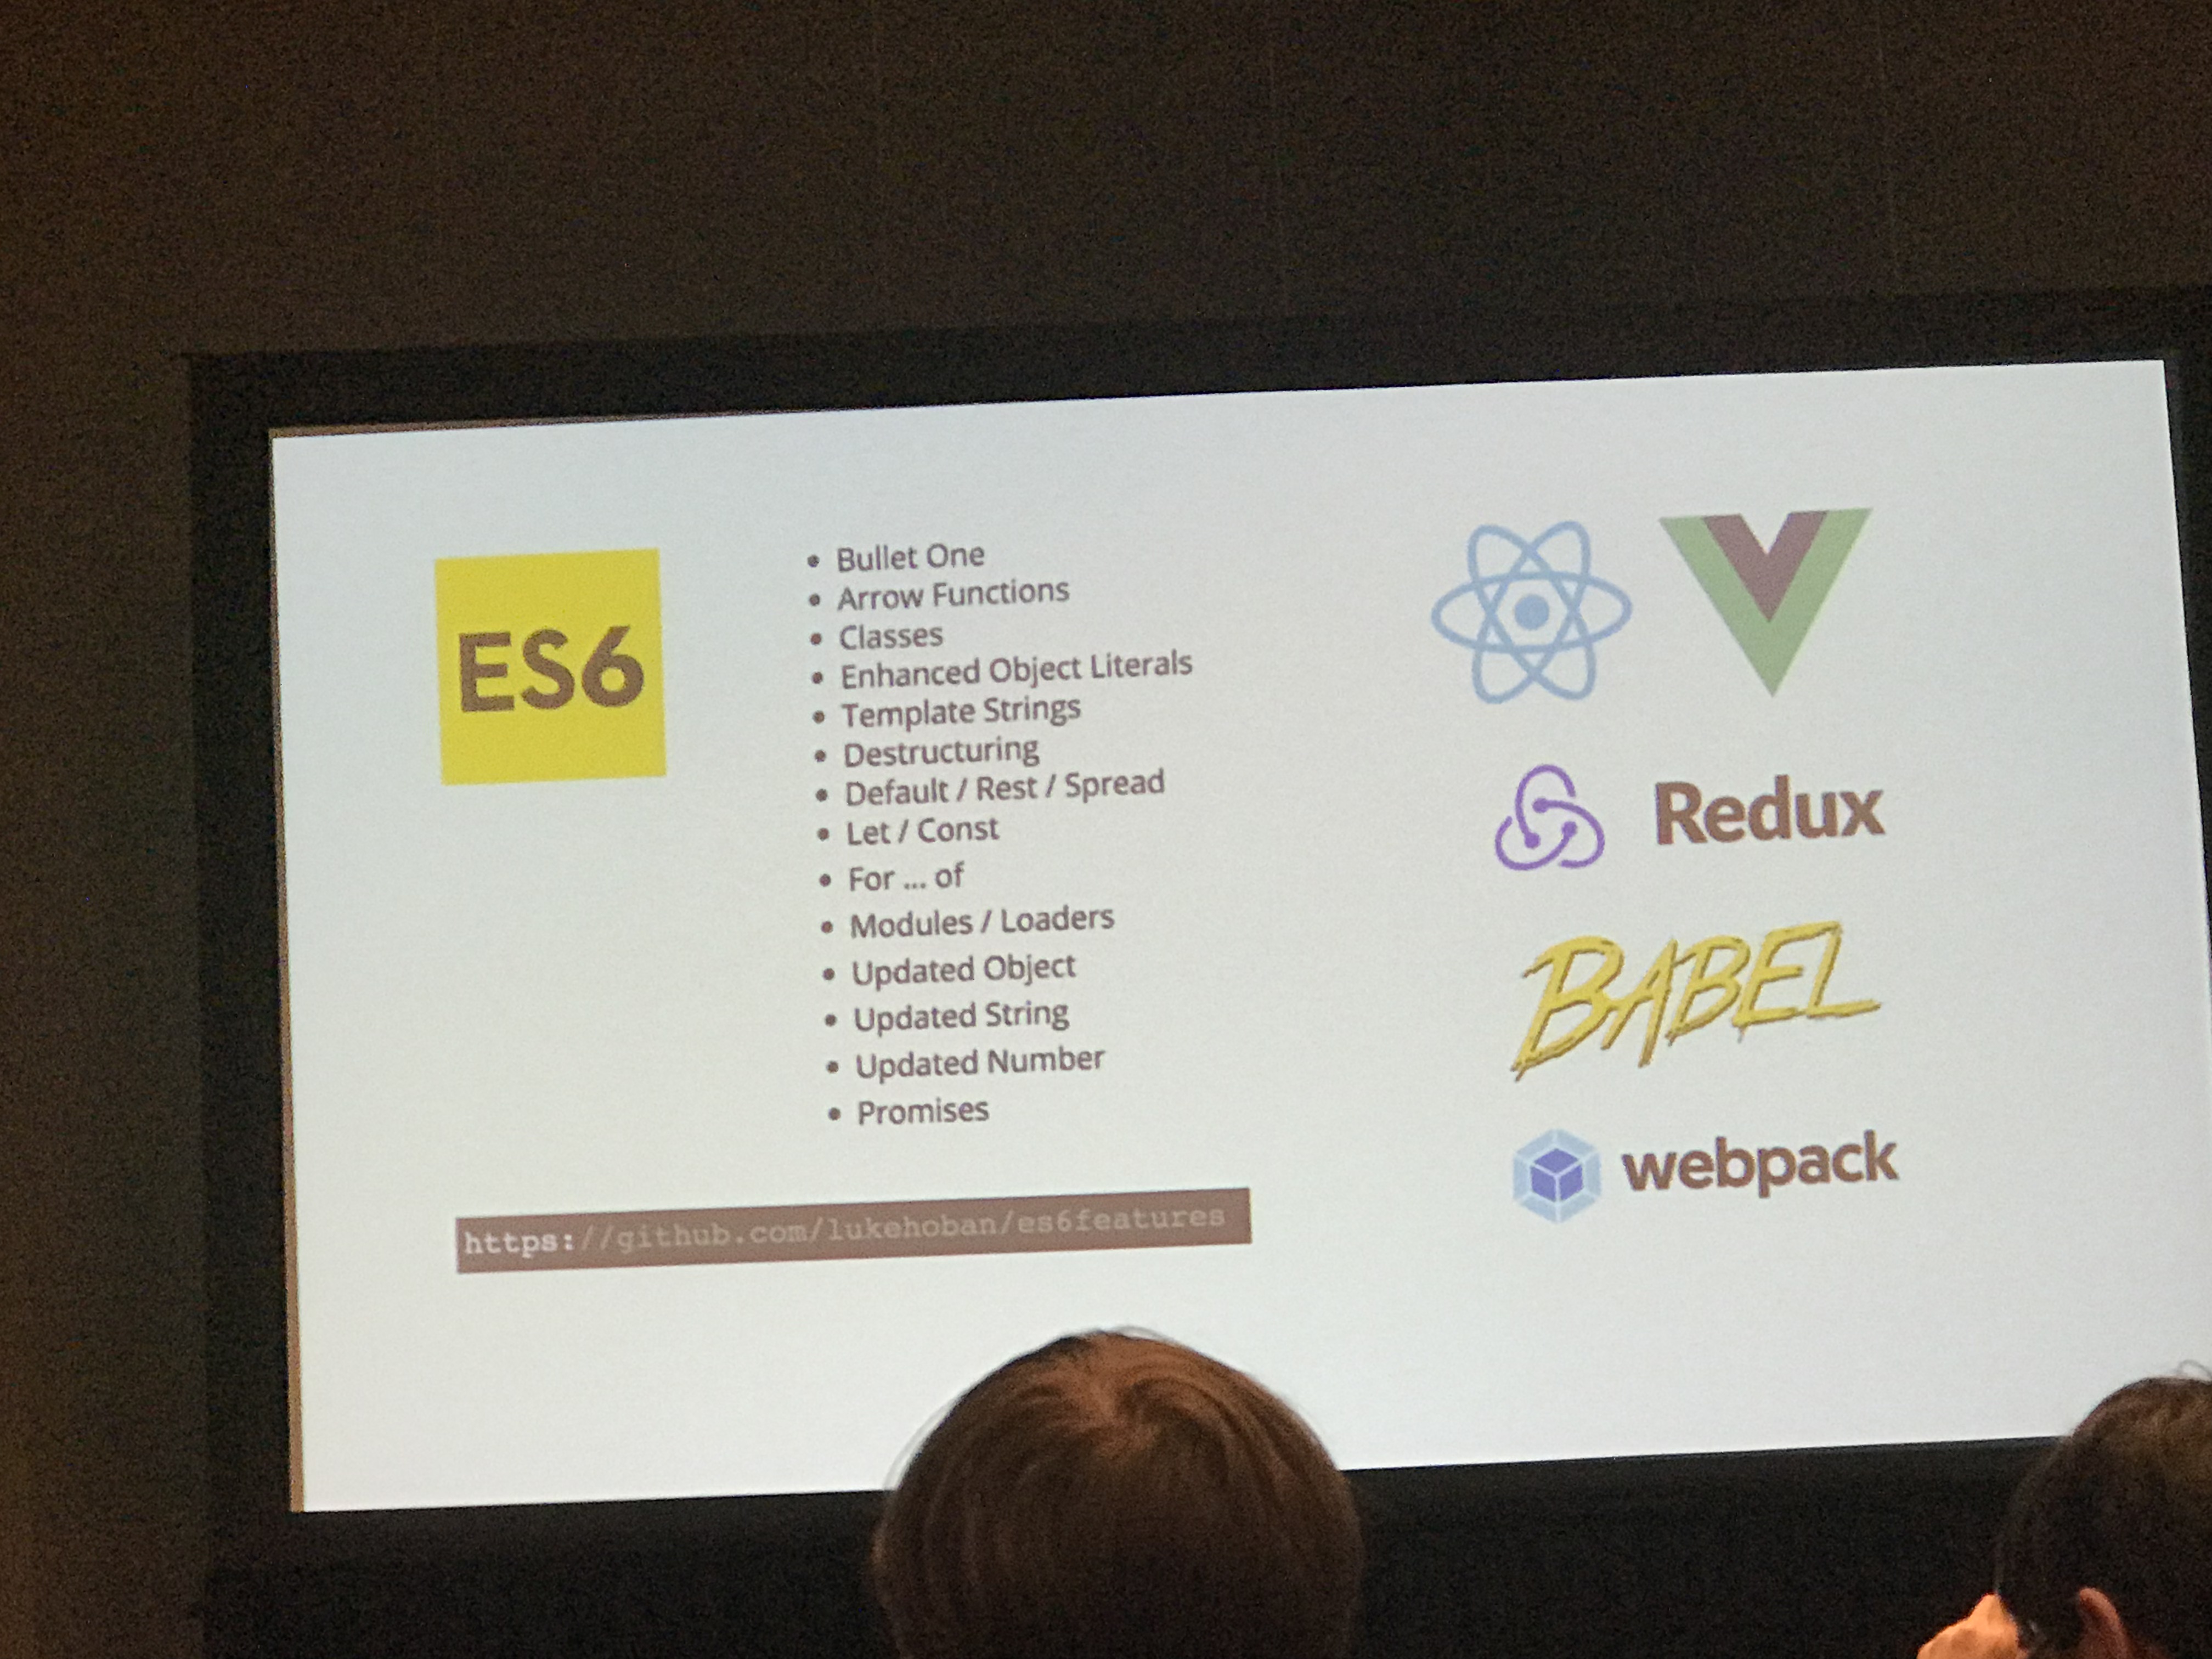 ES6
• Bullet One
• Arrow Functions
• Classes
• Enhanced Object Literals
• Template Strings
• Destructuring
• Default / Rest / Spread
• Let / Const
• For ... of
• Modules / Loaders
• Updated Object
• Updated String
• Updated Number
• Promises
https://github.com/lukehoban/es6features
Redux
BABEL
webpack